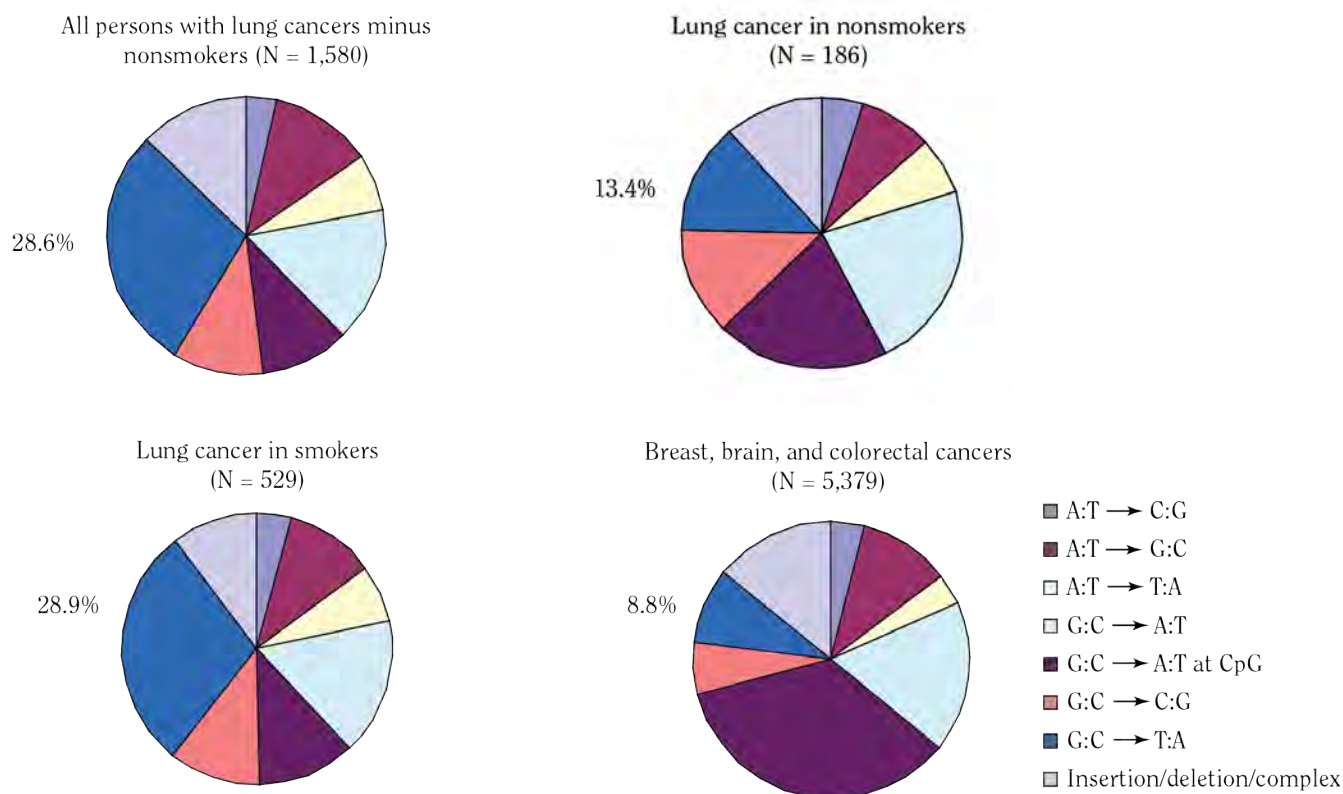 All persons with lung cancers minus
nonsmokers (N = 1,580)
28.6%
Lung cancer in nonsmokers
(N = 186)
13.4%
Lung cancer in smokers
(N = 529)
28.9%
Breast, brain, and colorectal cancers
(N = 5,379)
8.8%
A:T → C:G
A:T → G:C
A:T → T:A
G:C → A:T
G:C → A:T at CpG
G:C → C:G
G:C → T:A
Insertion/deletion/complex